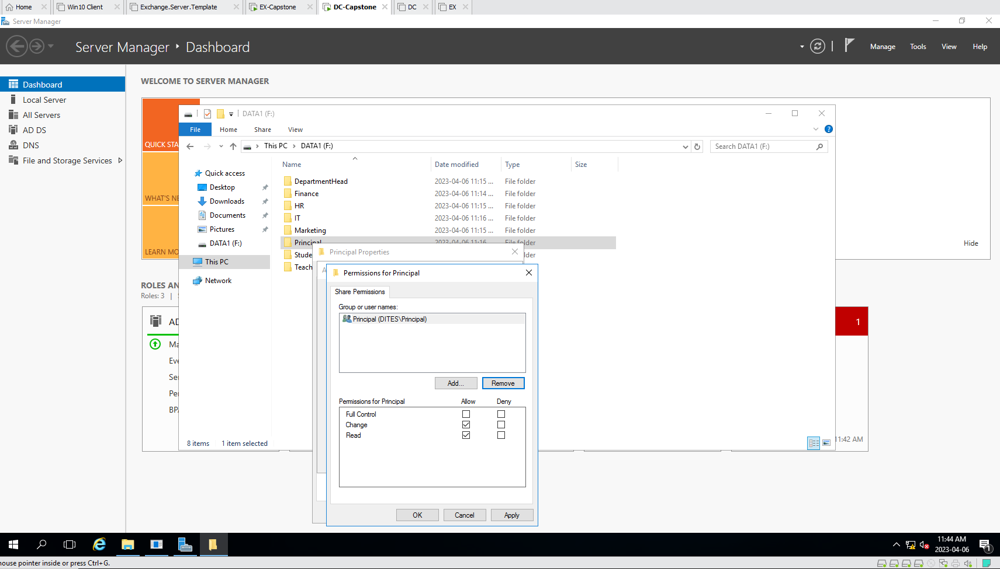 Home
Win10 Client
Exchange.Server.Template
EX-Capstone
DC-Capstone
DC
EX
Server Manager
Server Manager
Dashboard
Manage
Tools
View
Help
Dashboard
Local Server
All Servers
AD DS
DNS
File and Storage Services
WELCOME TO SERVER MANAGER
QUICK STA
WHAT'S NE
LEARN MO
Hide
ROLES AN
Roles: 3 |
AD
Ma
Eve
Ser
Per
BPA
1
11:42 AM
DATA1 (F:)
File
Home
Share
View
This PC
DATA1 (F:)
Search DATA1 (F:)
Quick access
Desktop
Downloads
Documents
Pictures
DATA1 (F:)
This PC
Network
Name
Date modified
Type
Size
DepartmentHead 2023-04-06 11:15 ... File folder
Finance 2023-04-06 11:14 ... File folder
HR 2023-04-06 11:15 ... File folder
IT 2023-04-06 11:16 ... File folder
Marketing 2023-04-06 11:15 ... File folder
Principal 2023-04-06 11:16 File folder
Stude lder
Teach
8 items
1 item selected
Principal Properties
A
Permissions for Principal
Share Permissions
Group or user names:
Principal (DITES\Principal)
Add...
Remove
Permissions for Principal
Allow
Deny
Full Control
Change
Read
OK
Cancel
Apply
11:44 AM
2023-04-06
1
nouse pointer inside or press Ctrl+G.